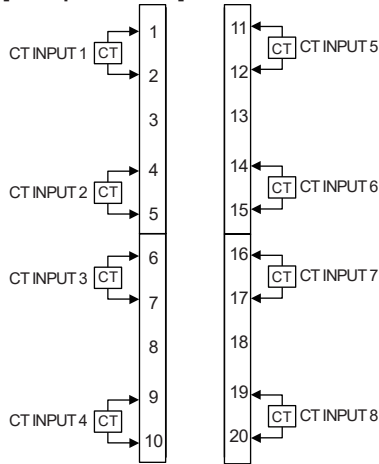 CT INPUT 1 CT 1
2
3
CT INPUT 2 CT 4
5
CT INPUT 3 CT 6
7
8
CT INPUT 4 CT 9
10
11 CT CT INPUT 5
12
13
14 CT CT INPUT 6
15
16 CT CT INPUT 7
17
18
19 CT CT INPUT 8
20